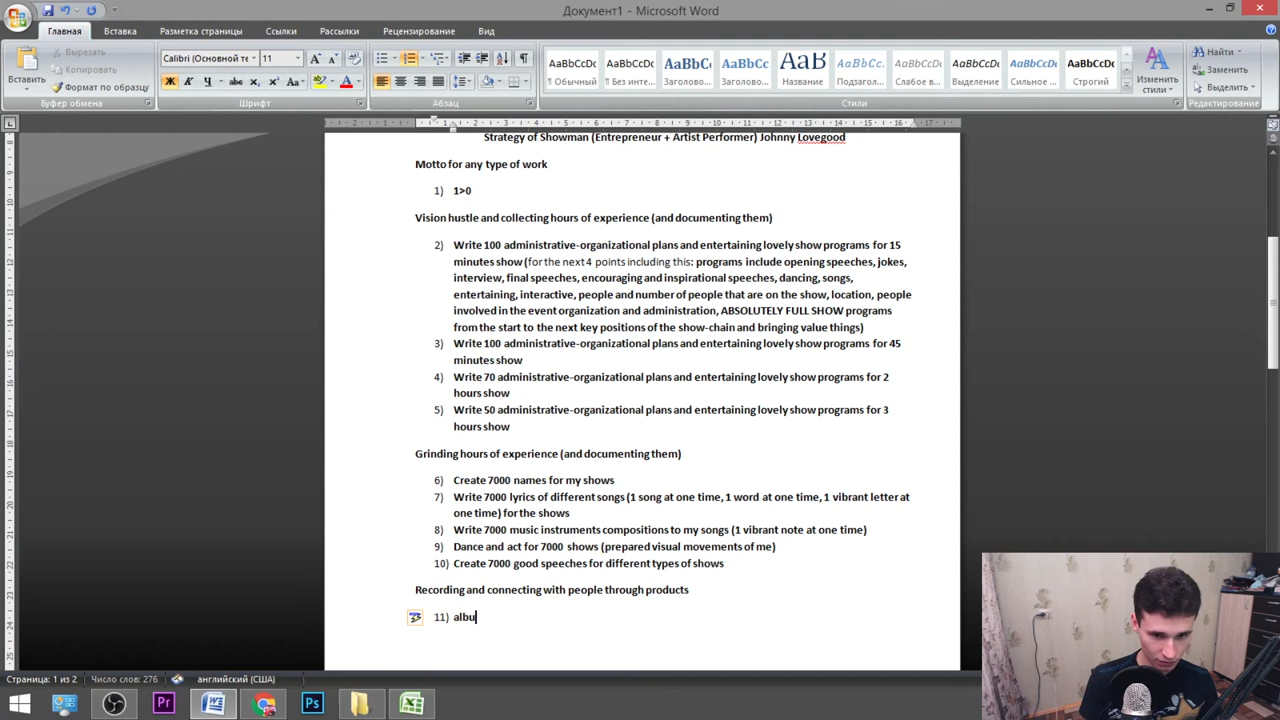 Документ1 - Microsoft Word
Главная Вставка Разметка страницы Ссылки Рассылки Рецензирование Вид
Вставить
Вырезать
Копировать
Формат по образцу
Буфер обмена
Calibri (Основной те 11
Шрифт
Абзац
AaBbCcDc AaBbCcDc AaBbC AaBbCc AaB AaBbCc. AaBbCcDc AaBbCcDc AaBbCcDc AaBbCcDc
¶ Обычный ¶ Без инте... Заголово... Заголово... Название Подзагол... Слабое в... Выделение Сильное ... Строгий
Стили
Изменить стили
Найти
Заменить
Выделить
Редактирование
Strategy of Showman (Entrepreneur + Artist Performer) Johnny Lovegood
Motto for any type of work
1) 1>0
Vision hustle and collecting hours of experience (and documenting them)
2) Write 100 administrative-organizational plans and entertaining lovely show programs for 15
minutes show (for the next 4 points including this: programs include opening speeches, jokes,
interview, final speeches, encouraging and inspirational speeches, dancing, songs,
entertaining, interactive, people and number of people that are on the show, location, people
involved in the event organization and administration, ABSOLUTELY FULL SHOW programs
from the start to the next key positions of the show-chain and bringing value things)
3) Write 100 administrative-organizational plans and entertaining lovely show programs for 45
minutes show
4) Write 70 administrative-organizational plans and entertaining lovely show programs for 2
hours show
5) Write 50 administrative-organizational plans and entertaining lovely show programs for 3
hours show
Grinding hours of experience (and documenting them)
6) Create 7000 names for my shows
7) Write 7000 lyrics of different songs (1 song at one time, 1 word at one time, 1 vibrant letter at
one time) for the shows
8) Write 7000 music instruments compositions to my songs (1 vibrant note at one time)
9) Dance and act for 7000 shows (prepared visual movements of me)
10) Create 7000 good speeches for different types of shows
Recording and connecting with people through products
11) albu
Страница: 1 из 2 Число слов: 276 английский (США)